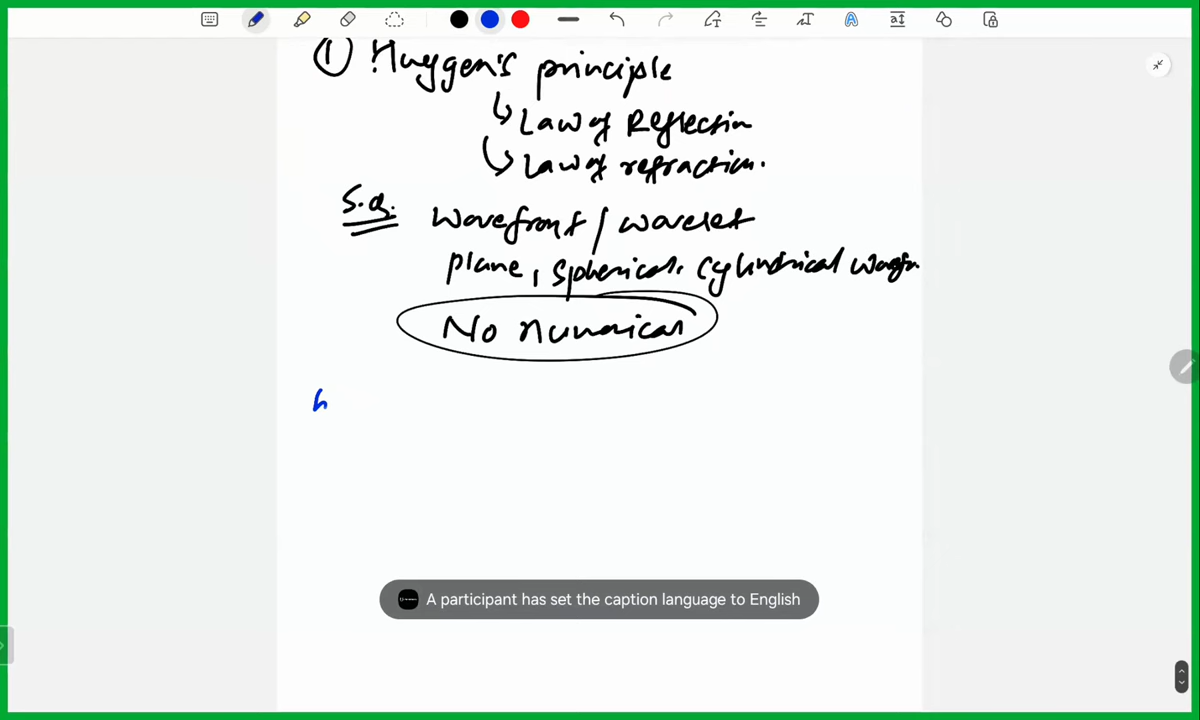 ① Huygen's principle
↳ Law of Reflection
↳ Law of refraction.
S.Q. wavefront / wavelet
plane, spherical, cylindrical
No numerical
h
A participant has set the caption language to English